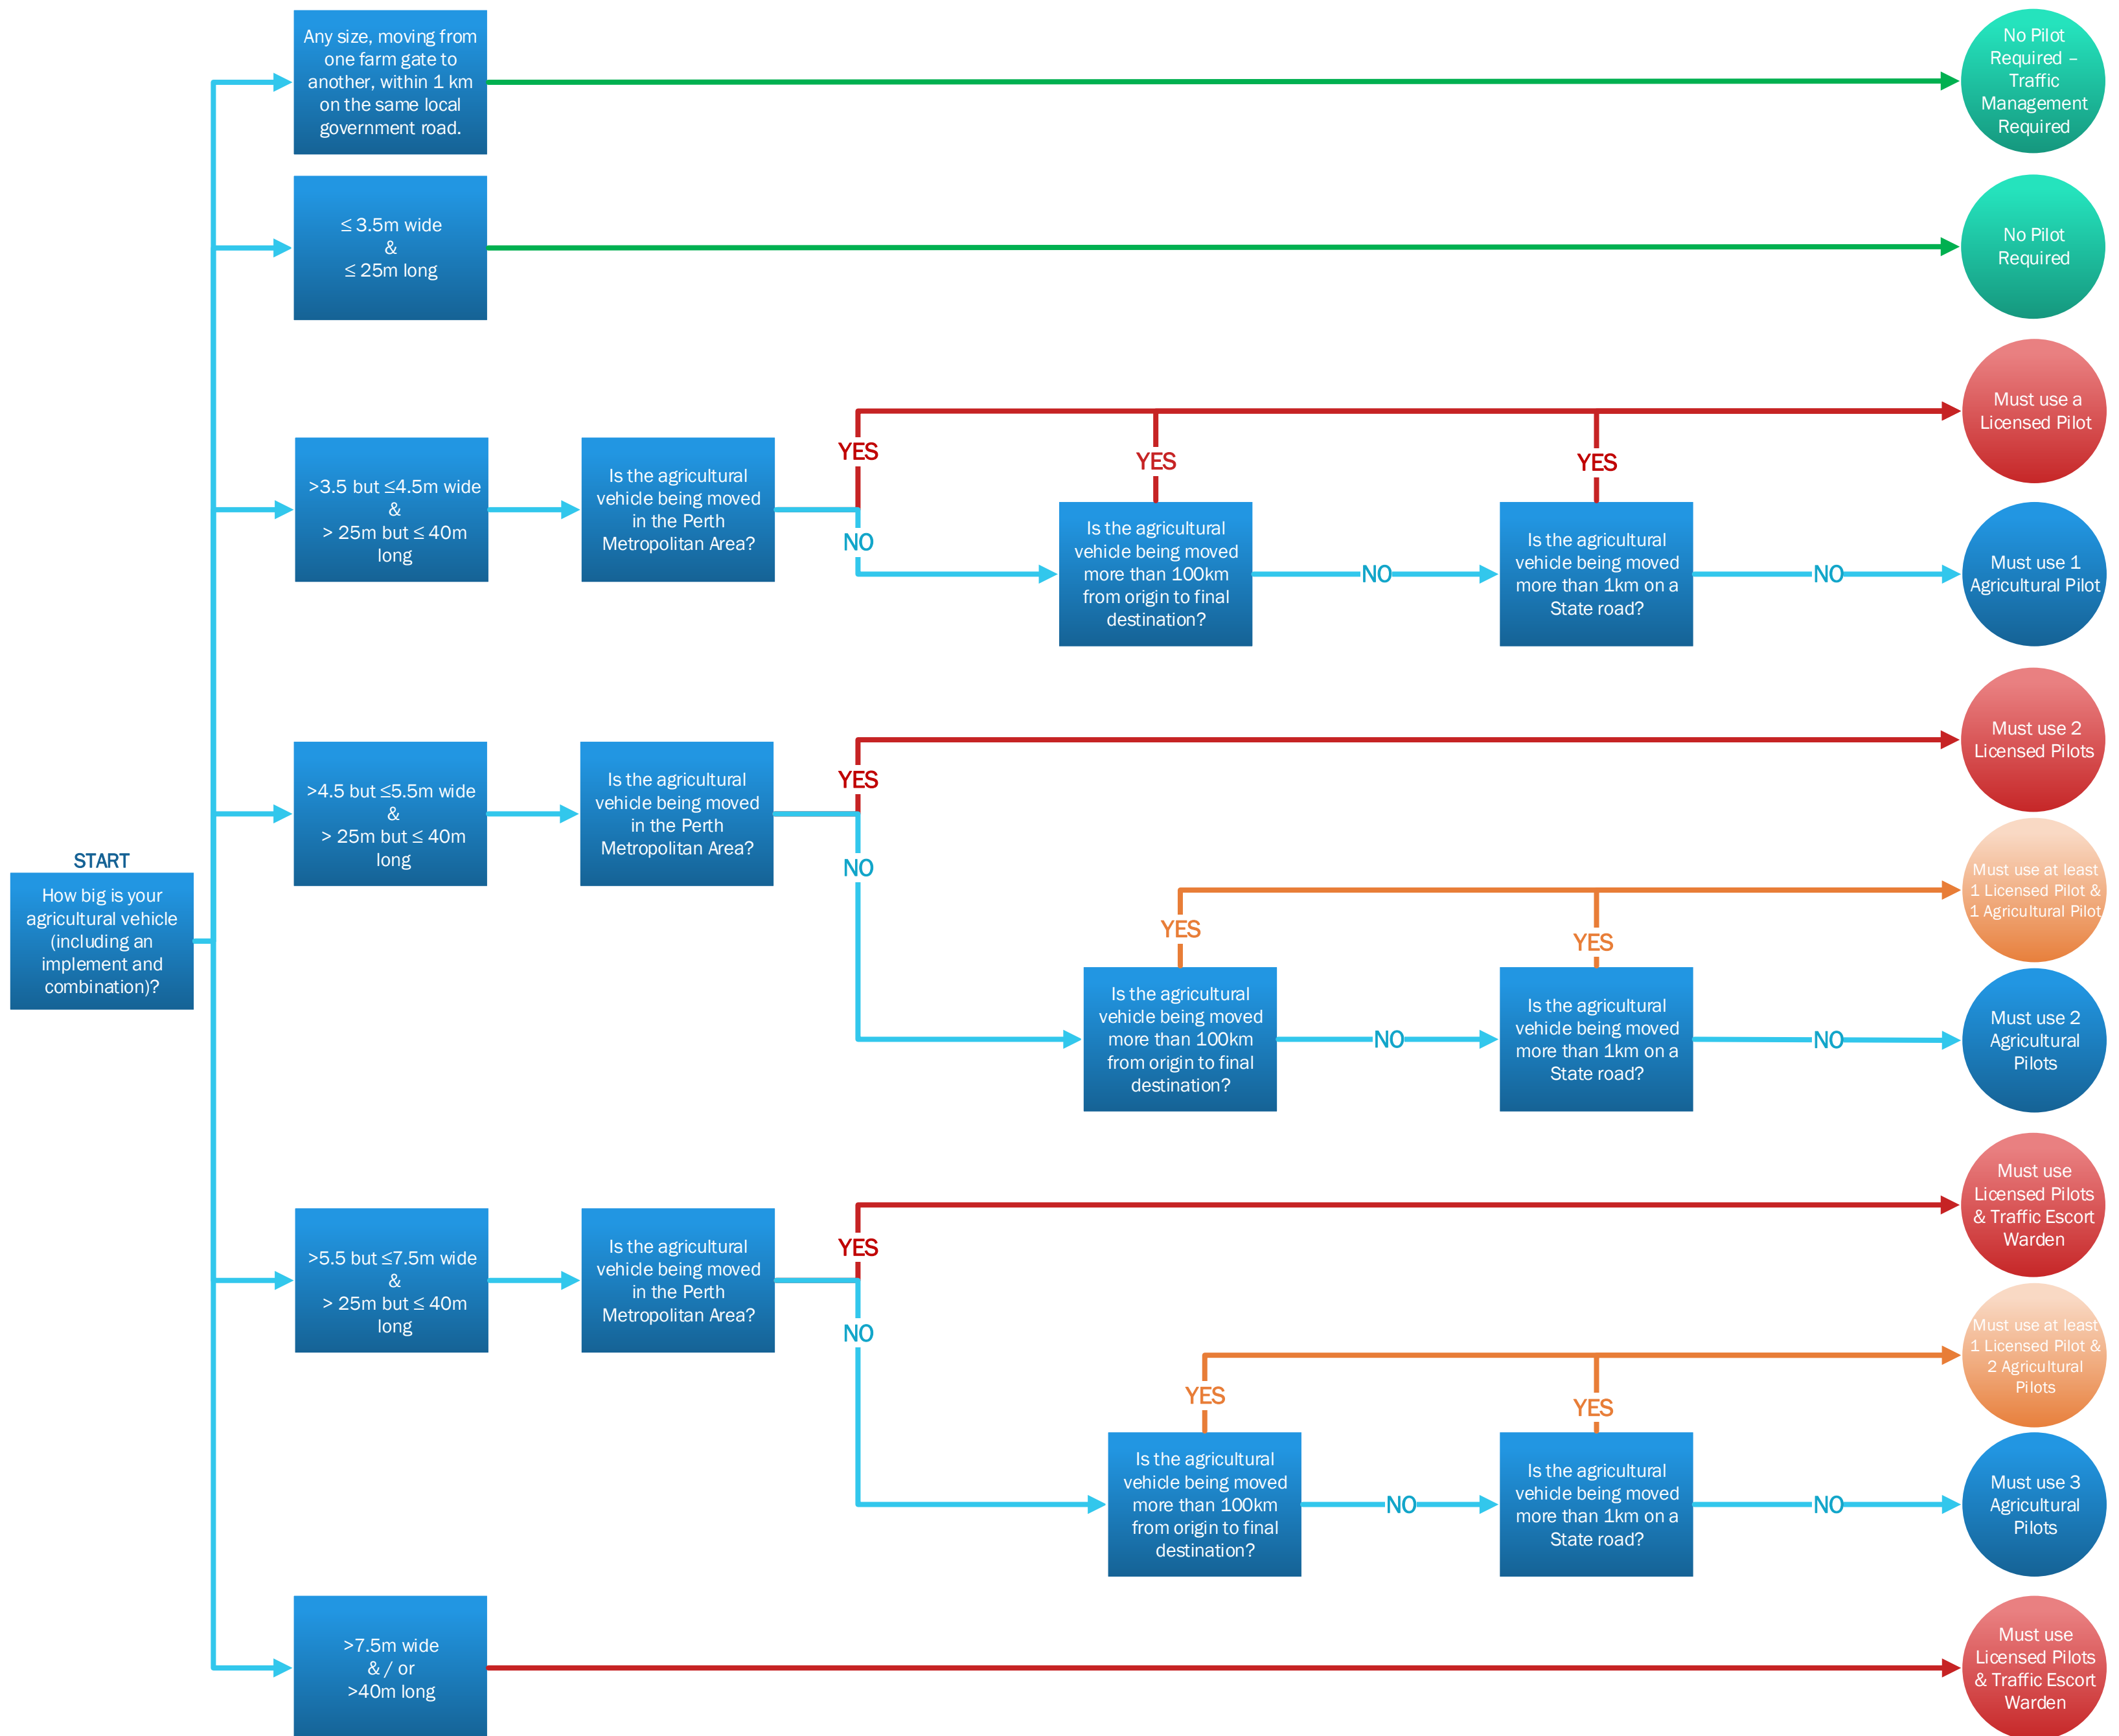 Any size, moving from
one farm gate to
another, within 1 km
on the same local
government road.
No Pilot
Required –
Traffic
Management
Required
≤ 3.5m wide
&
≤ 25m long
No Pilot
Required
>3.5 but ≤4.5m wide
&
> 25m but ≤ 40m
long
Is the agricultural
vehicle being moved
in the Perth
Metropolitan Area?
YES
NO
Is the agricultural
vehicle being moved
more than 100km
from origin to final
destination?
YES
NO
Is the agricultural
vehicle being moved
more than 1km on a
State road?
YES
NO
Must use a
Licensed Pilot
Must use 1
Agricultural Pilot
>4.5 but ≤5.5m wide
&
> 25m but ≤ 40m
long
Is the agricultural
vehicle being moved
in the Perth
Metropolitan Area?
YES
NO
Is the agricultural
vehicle being moved
more than 100km
from origin to final
destination?
YES
NO
Is the agricultural
vehicle being moved
more than 1km on a
State road?
YES
NO
Must use 2
Licensed Pilots
Must use at least
1 Licensed Pilot &
1 Agricultural Pilot
Must use 2
Agricultural
Pilots
START
How big is your
agricultural vehicle
(including an
implement and
combination)?
>5.5 but ≤7.5m wide
&
> 25m but ≤ 40m
long
Is the agricultural
vehicle being moved
in the Perth
Metropolitan Area?
YES
NO
Is the agricultural
vehicle being moved
more than 100km
from origin to final
destination?
YES
NO
Is the agricultural
vehicle being moved
more than 1km on a
State road?
YES
NO
Must use
Licensed Pilots
& Traffic Escort
Warden
Must use at least
1 Licensed Pilot &
2 Agricultural
Pilots
Must use 3
Agricultural
Pilots
>7.5m wide
& / or
>40m long
Must use
Licensed Pilots
& Traffic Escort
Warden